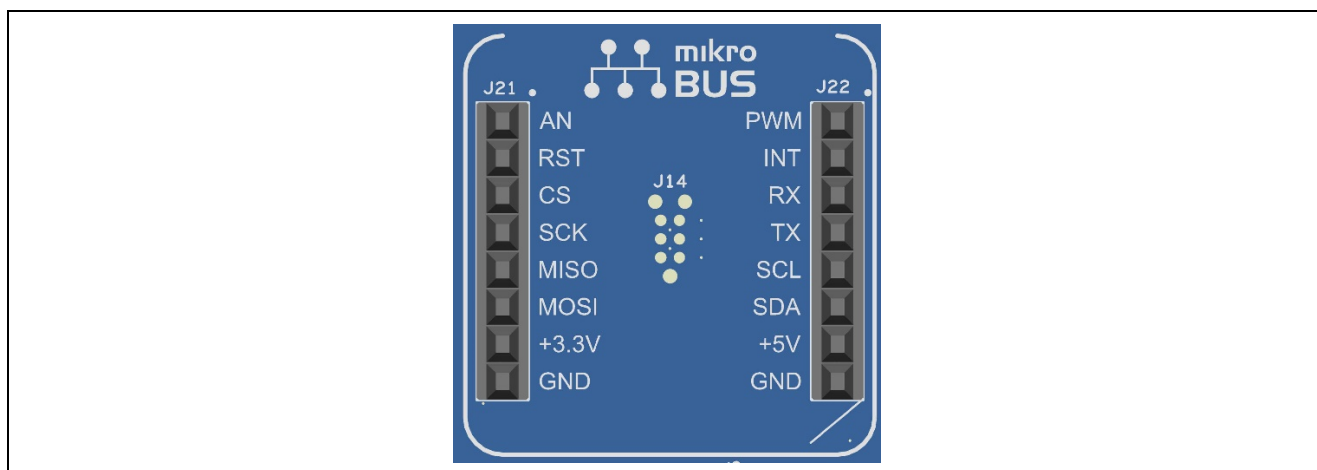 mikro
BUS
J21
J22
AN
PWM
RST
INT
J14
CS
RX
SCK
TX
MISO
SCL
MOSI
SDA
+3.3V
+5V
GND
GND